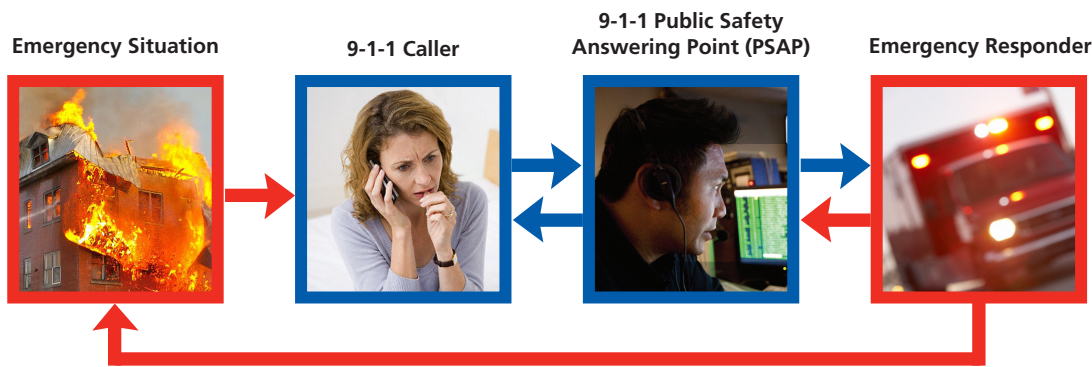 Emergency Situation
9-1-1 Caller
9-1-1 Public Safety
Answering Point (PSAP)
Emergency Responder